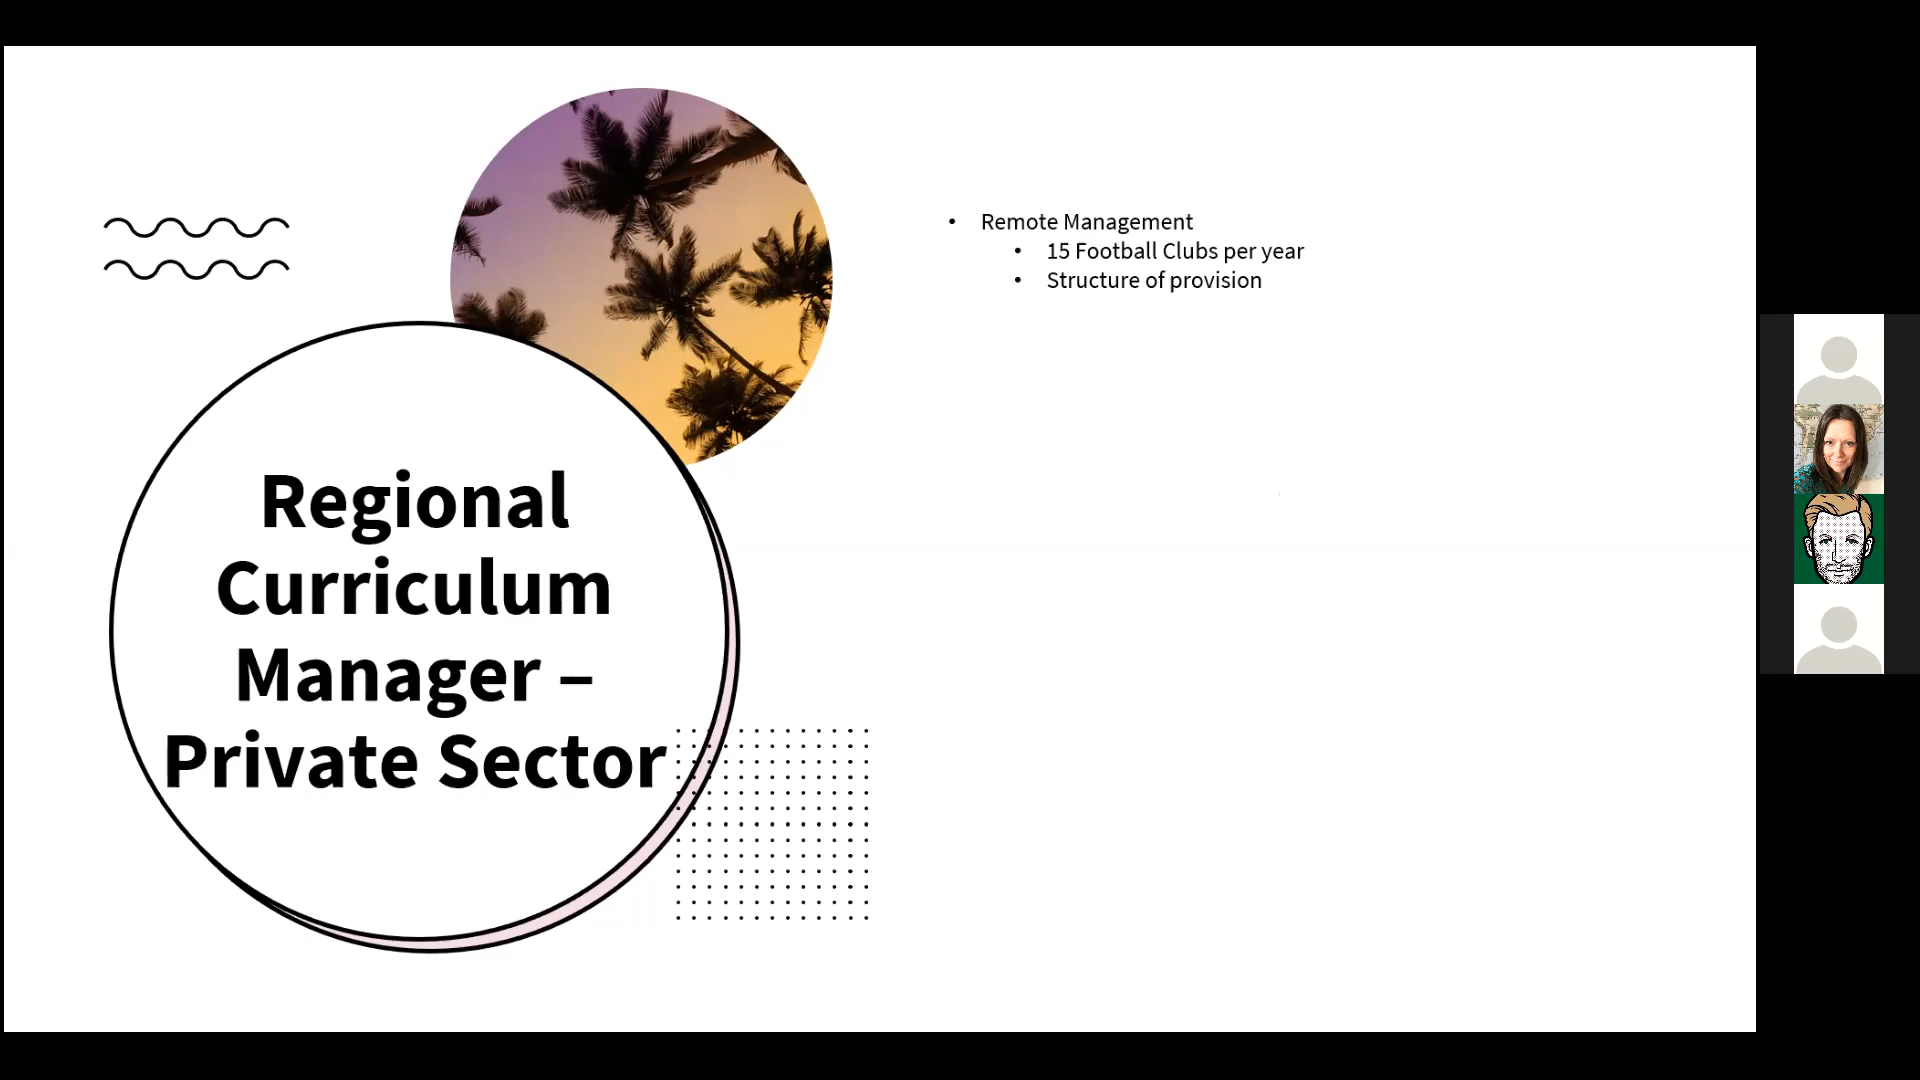 Regional
Curriculum
Manager –
Private Sector
• Remote Management
• 15 Football Clubs per year
• Structure of provision